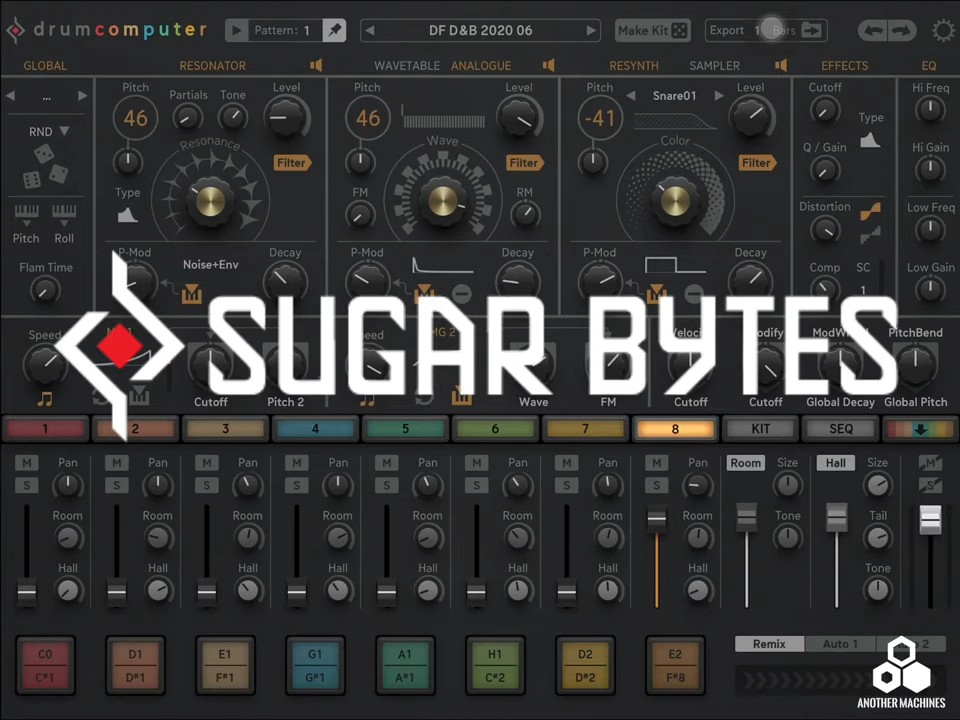 drumcomputer Pattern: 1 DF D&B 2020 06 Make Kit Export 1 Bars
GLOBAL RESONATOR WAVETABLE ANALOGUE RESYNTH SAMPLER EFFECTS EQ
Pitch Partials Tone Level Pitch Level Pitch Snare01 Level Cutoff Type Hi Freq
... 46 46 -41
RND Resonance Wave Color Q / Gain Hi Gain
Filter Filter Filter
Type FM RM Distortion Low Freq
Pitch Roll
P-Mod Noise+Env Decay P-Mod Decay P-Mod Decay Comp SC Low Gain
Flam Time 1
M M M
SUGAR BYTES
Speed MG 2 Velocity PitchBend
M
Cutoff Pitch 2 Wave FM Cutoff Cutoff Global Decay Global Pitch
1 2 3 4 5 6 7 8 KIT SEQ
M Pan M Pan M Pan M Pan M Pan M Pan M Pan M Pan Room Size Hall Size M
S S S S S S S S S
Room Room Room Room Room Room Room Room Tone Tail
Hall Hall Hall Hall Hall Hall Hall Hall Tone
C0 D1 E1 G1 A1 H1 D2 E2 Remix Auto 1 2
C#1 D#1 F#1 G#1 A#1 C#2 D#2 F#8
ANOTHER MACHINES